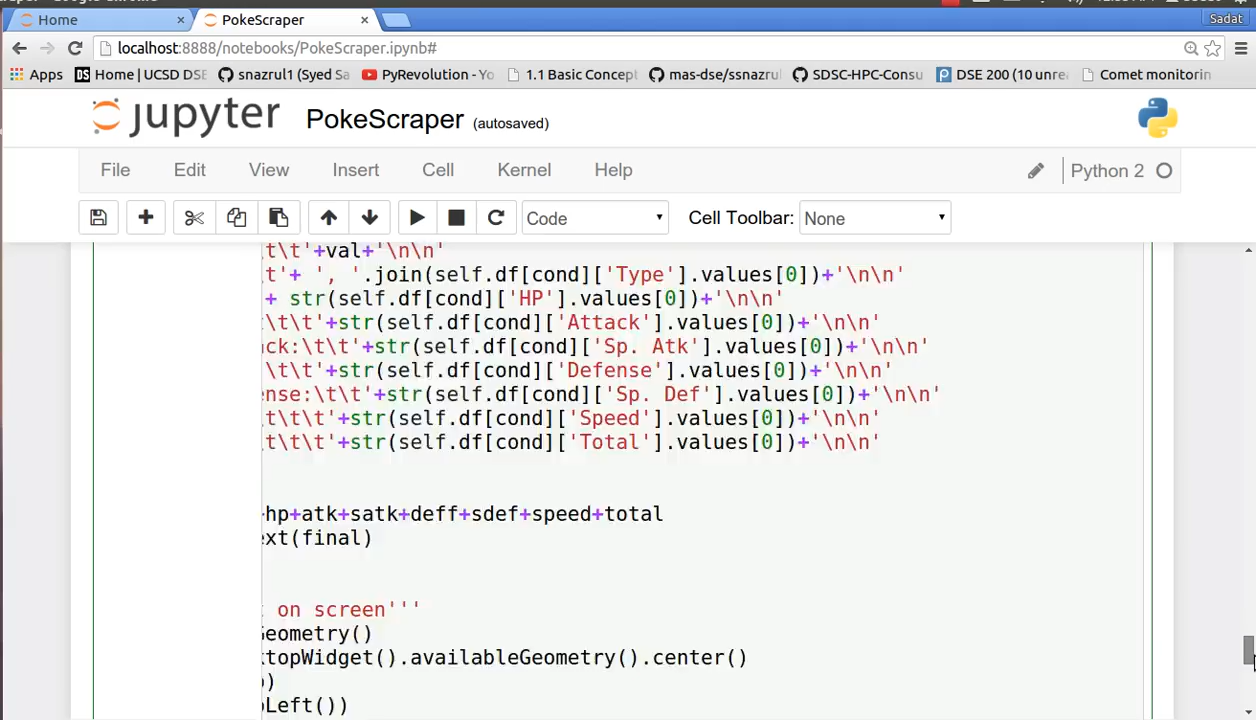 Home
PokeScraper
Sadat
localhost:8888/notebooks/PokeScraper.ipynb#
Apps
Home | UCSD DSE
snazrul1 (Syed Sa
PyRevolution - Yo
1.1 Basic Concept
mas-dse/ssnazrul
SDSC-HPC-Consu
DSE 200 (10 unre
Comet monitorin
jupyter PokeScraper (autosaved)
File Edit View Insert Cell Kernel Help Python 2
Code Cell Toolbar: None
t\t'+val+'\n\n'
t'+ ', '.join(self.df[cond]['Type'].values[0])+'\n\n'
+ str(self.df[cond]['HP'].values[0])+'\n\n'
\t\t'+str(self.df[cond]['Attack'].values[0])+'\n\n'
ack:\t\t'+str(self.df[cond]['Sp. Atk'].values[0])+'\n\n'
\t\t'+str(self.df[cond]['Defense'].values[0])+'\n\n'
ense:\t\t'+str(self.df[cond]['Sp. Def'].values[0])+'\n\n'
t\t\t'+str(self.df[cond]['Speed'].values[0])+'\n\n'
t\t\t'+str(self.df[cond]['Total'].values[0])+'\n\n'
+hp+atk+satk+deff+sdef+speed+total
ext(final)
on screen'''
Geometry()
ktopWidget().availableGeometry().center()
)
Left())